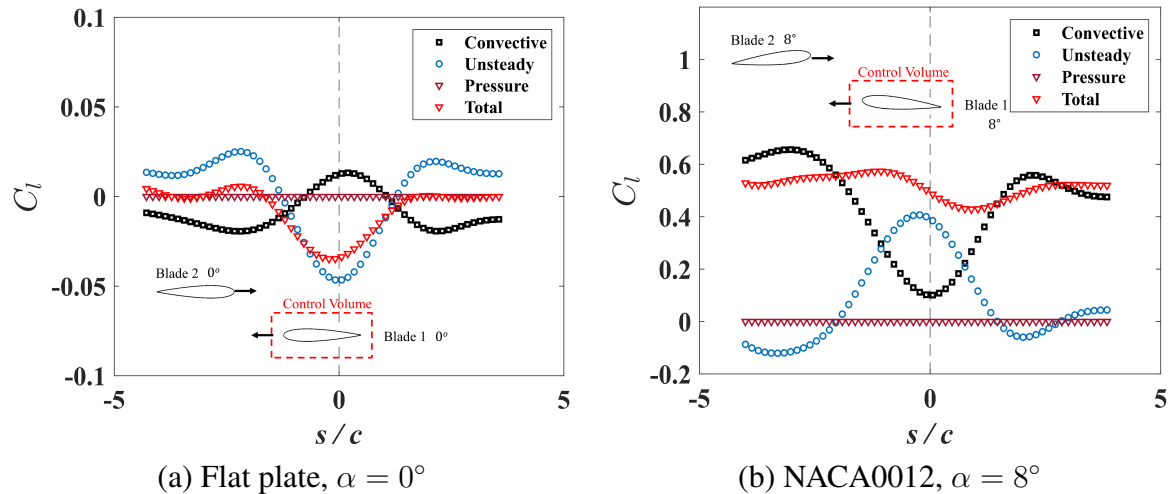 0.1
0.05
0
-0.05
-0.1
C_l
Convective
Unsteady
Pressure
Total
Blade 2 0°
Control Volume
Blade 1 0°
-5
0
5
s / c
(a) Flat plate, α = 0°
1
0.8
0.6
0.4
0.2
0
-0.2
C_l
Blade 2 8°
Control Volume
Blade 1
8°
Convective
Unsteady
Pressure
Total
-5
0
5
s / c
(b) NACA0012, α = 8°